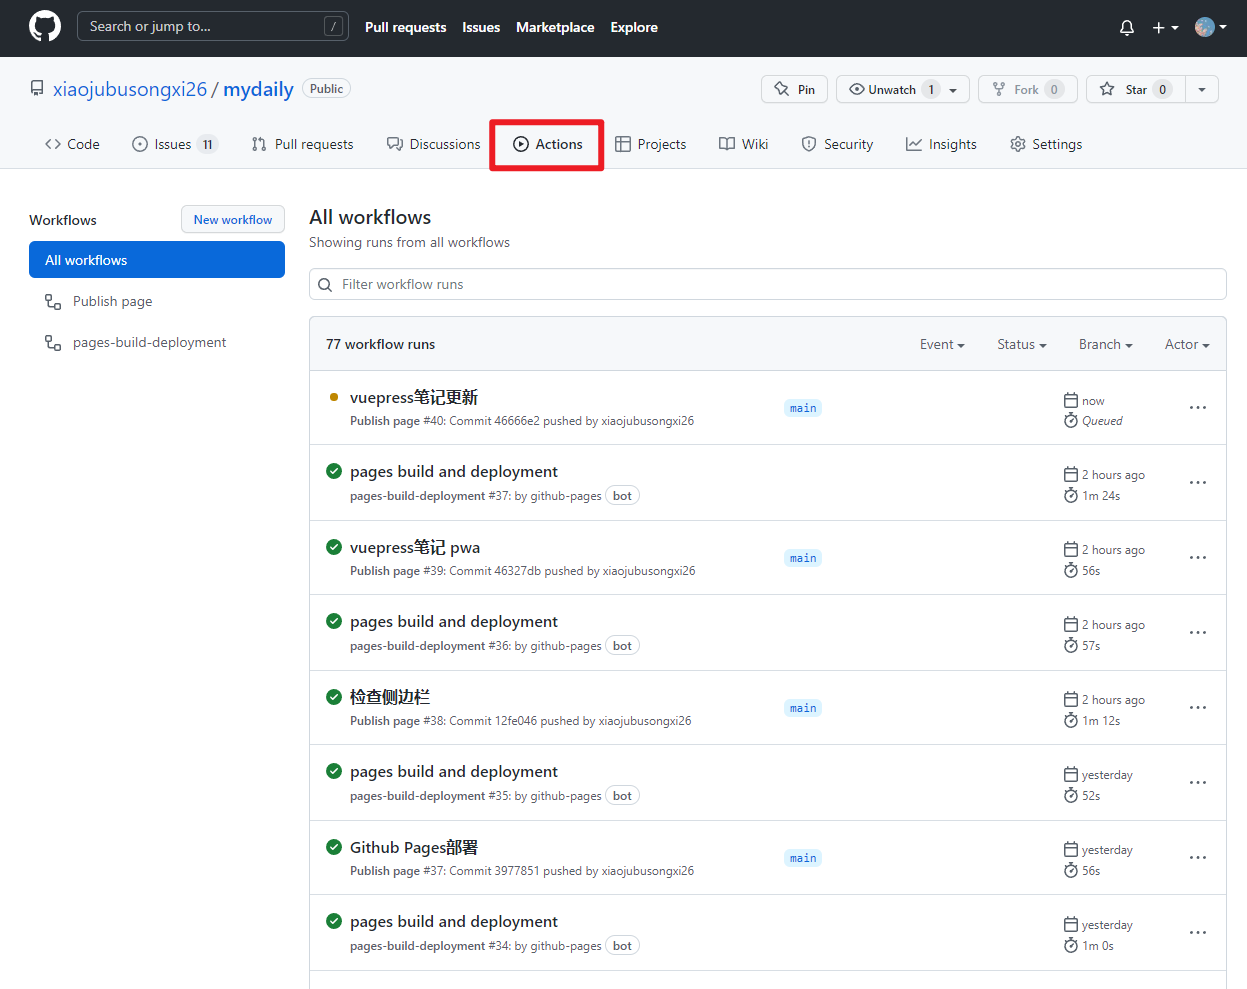 Search or jump to... / Pull requests Issues Marketplace Explore
xiaojubusongxi26 / mydaily Public Pin Unwatch 1 Fork 0 Star 0
Code Issues 11 Pull requests Discussions Actions Projects Wiki Security Insights Settings
Workflows New workflow
All workflows
Publish page
pages-build-deployment
All workflows
Showing runs from all workflows
Filter workflow runs
77 workflow runs Event Status Branch Actor
vuepress笔记更新
Publish page #40: Commit 46666e2 pushed by xiaojubusongxi26
main
now
Queued
pages build and deployment
pages-build-deployment #37: by github-pages bot
2 hours ago
1m 24s
vuepress笔记 pwa
Publish page #39: Commit 46327db pushed by xiaojubusongxi26
main
2 hours ago
56s
pages build and deployment
pages-build-deployment #36: by github-pages bot
2 hours ago
57s
检查侧边栏
Publish page #38: Commit 12fe046 pushed by xiaojubusongxi26
main
2 hours ago
1m 12s
pages build and deployment
pages-build-deployment #35: by github-pages bot
yesterday
52s
Github Pages部署
Publish page #37: Commit 3977851 pushed by xiaojubusongxi26
main
yesterday
56s
pages build and deployment
pages-build-deployment #34: by github-pages bot
yesterday
1m 0s